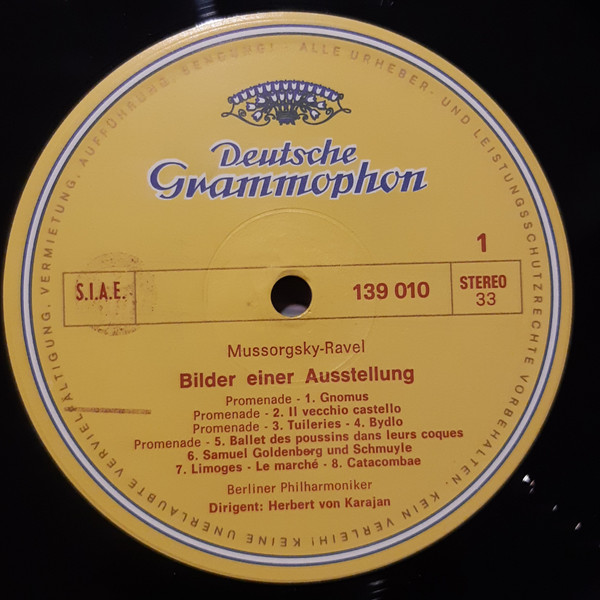 Deutsche
Grammophon
1
S.I.A.E.
139 010
STEREO
33
Mussorgsky-Ravel
Bilder einer Ausstellung
Promenade - 1. Gnomus
Promenade - 2. Il vecchio castello
Promenade - 3. Tuileries - 4. Bydlo
Promenade - 5. Ballet des poussins dans leurs coques
6. Samuel Goldenberg und Schmuyle
7. Limoges - Le marché - 8. Catacombae
Berliner Philharmoniker
Dirigent: Herbert von Karajan
ALLE URHEBER- UND LEISTUNGSSCHUTZRECHTE VORBEHALTEN. KEIN VERLEIH! KEINE UNERLAUBTE VERVIELFÄLTIGUNG, VERMIETUNG, AUFFÜHRUNG, SENDUNG!